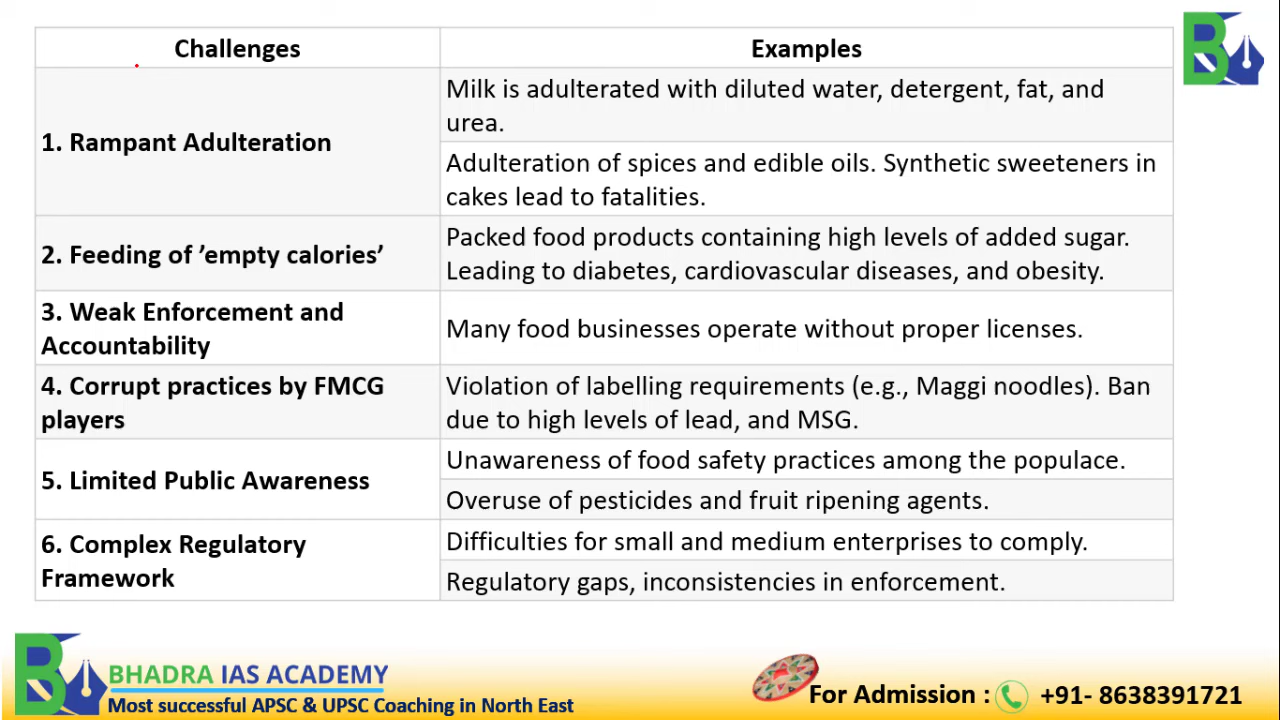 Challenges
Examples
1. Rampant Adulteration
Milk is adulterated with diluted water, detergent, fat, and
urea.
Adulteration of spices and edible oils. Synthetic sweeteners in
cakes lead to fatalities.
2. Feeding of ’empty calories’
Packed food products containing high levels of added sugar.
Leading to diabetes, cardiovascular diseases, and obesity.
3. Weak Enforcement and
Accountability
Many food businesses operate without proper licenses.
4. Corrupt practices by FMCG
players
Violation of labelling requirements (e.g., Maggi noodles). Ban
due to high levels of lead, and MSG.
5. Limited Public Awareness
Unawareness of food safety practices among the populace.
Overuse of pesticides and fruit ripening agents.
6. Complex Regulatory
Framework
Difficulties for small and medium enterprises to comply.
Regulatory gaps, inconsistencies in enforcement.
BHADRA IAS ACADEMY
Most successful APSC & UPSC Coaching in North East
For Admission : +91- 8638391721